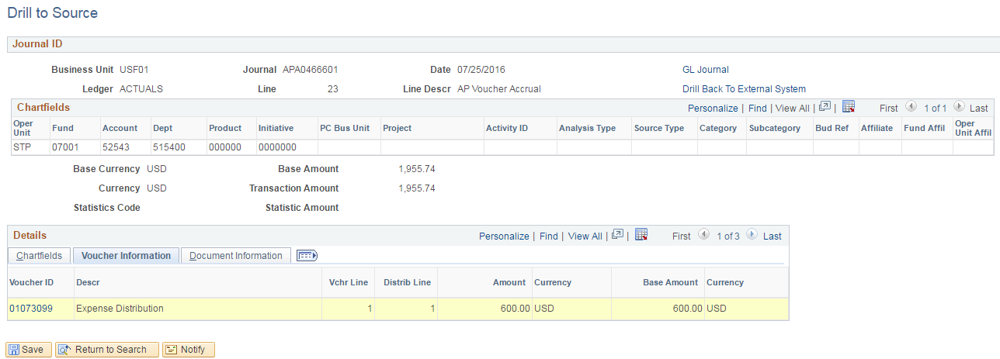 Drill to Source
Journal ID
Business Unit USF01 Journal APA0466601 Date 07/25/2016 GL Journal
Ledger ACTUALS Line 23 Line Descr AP Voucher Accrual Drill Back To External System
Chartfields Personalize | Find | View All | | First 1 of 1 Last
Oper Unit Fund Account Dept Product Initiative PC Bus Unit Project Activity ID Analysis Type Source Type Category Subcategory Bud Ref Affiliate Fund Affil Oper Unit Affil
STP 07001 52543 515400 000000 0000000
Base Currency USD Base Amount 1,955.74
Currency USD Transaction Amount 1,955.74
Statistics Code Statistic Amount
Details Personalize | Find | View All | | First 1 of 3 Last
Chartfields Voucher Information Document Information
Voucher ID Descr Vchr Line Distrib Line Amount Currency Base Amount Currency
01073099 Expense Distribution 1 1 600.00 USD 600.00 USD
Save Return to Search Notify